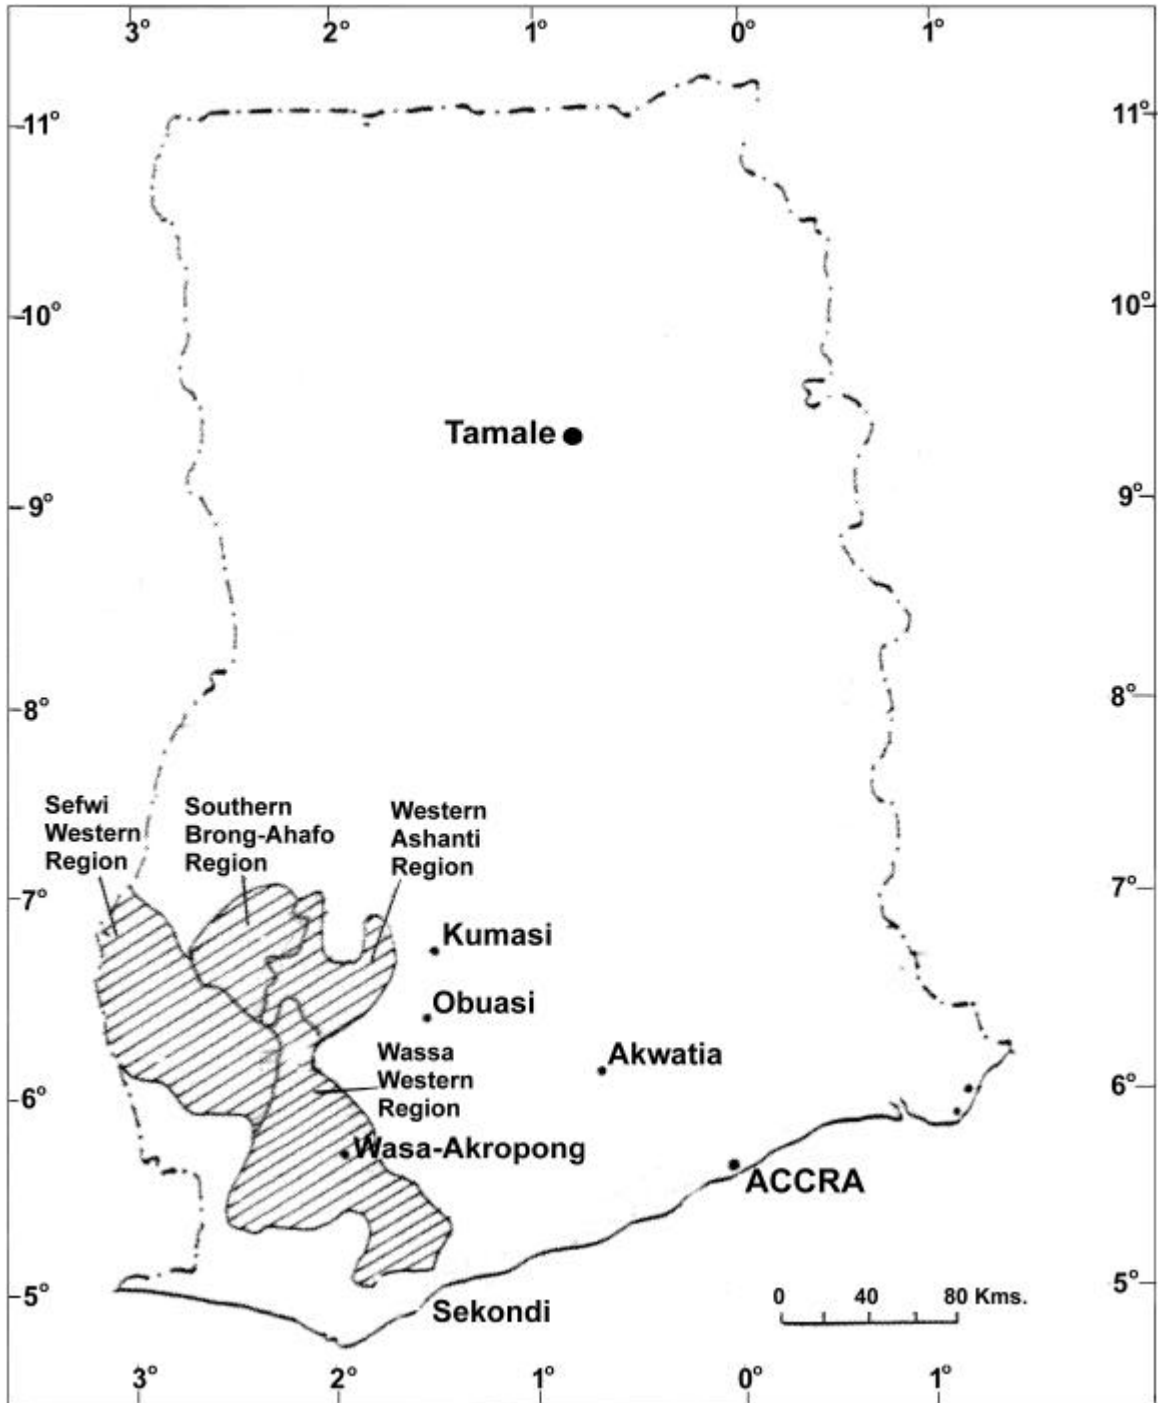 3° 2° 1° 0° 1°
11° 11°
10° 10°
Tamale
9° 9°
8° 8°
Sefwi
Western
Region
Southern
Brong-Ahafo
Region
Western
Ashanti
Region
7° 7°
Kumasi
Obuasi
Akwatia
Wassa
Western
Region
6° 6°
Wasa-Akropong
ACCRA
5° 5°
Sekondi
0 40 80 Kms.
3° 2° 1° 0° 1°